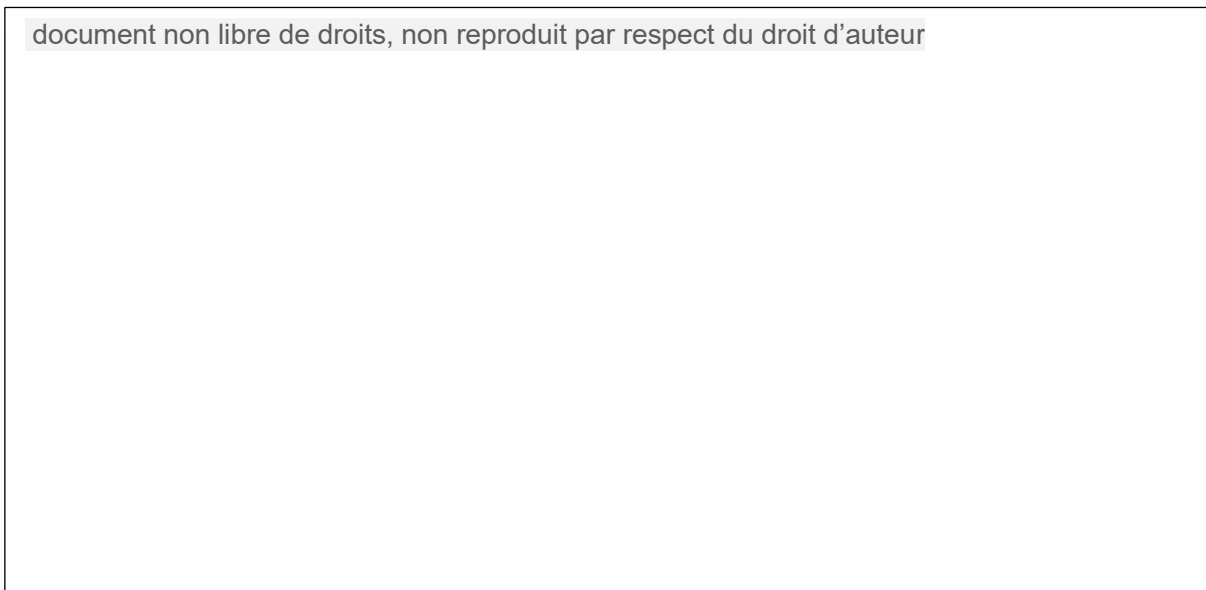 document non libre de droits, non reproduit par respect du droit d’auteur